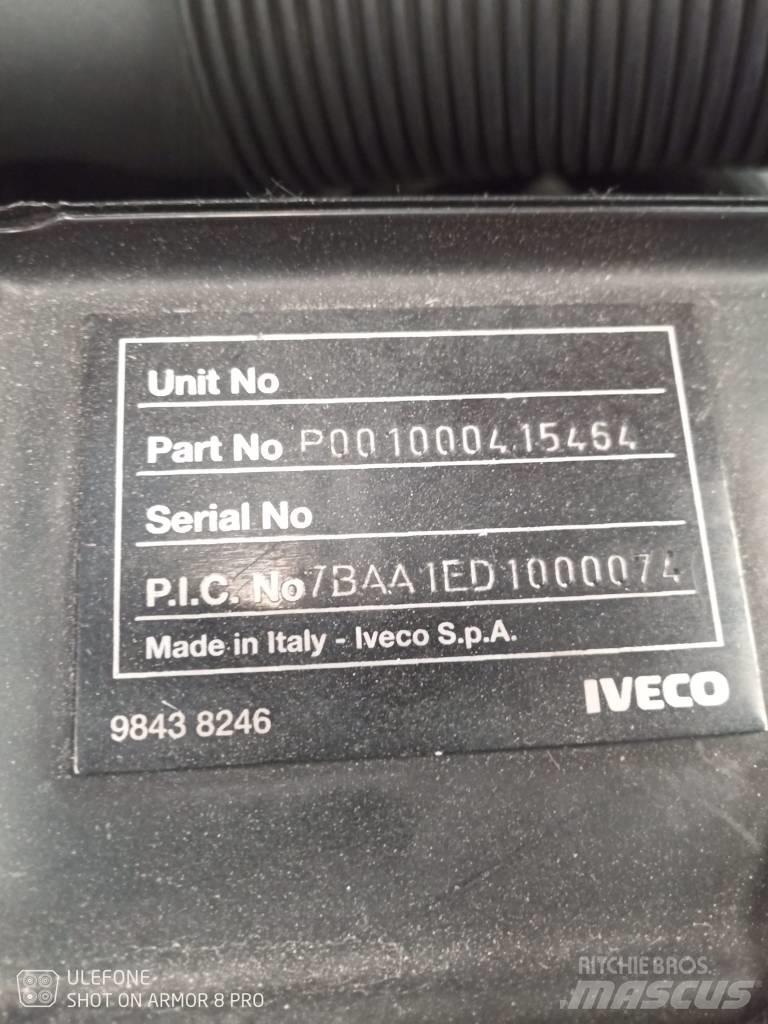 Unit No
Part No P0010000415464
Serial No
P.I.C. No 7BAA1ED1000074
Made in Italy - Iveco S.p.A.
IVECO
9843 8246
ULEFONE
SHOT ON ARMOR 8 PRO
RITCHIE BROS.
MASCUS